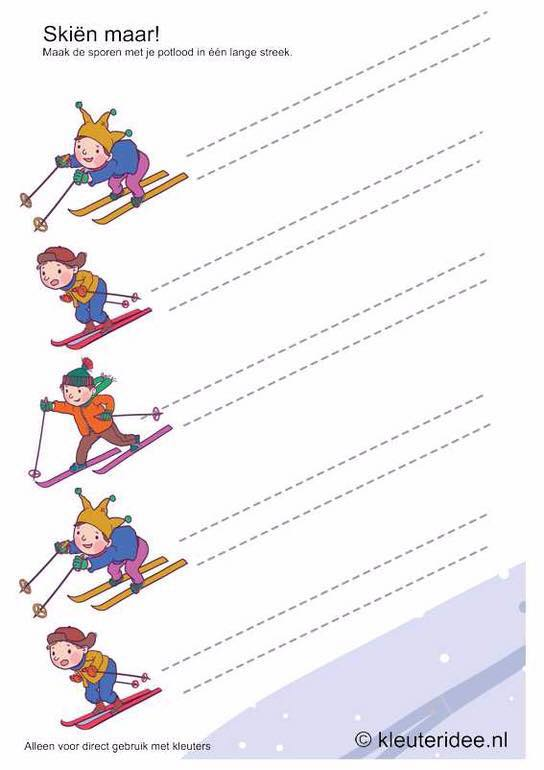 Skiën maar!
Maak de sporen met je potlood in één lange streek.
Alleen voor direct gebruik met kleuters
© kleuteridee.nl